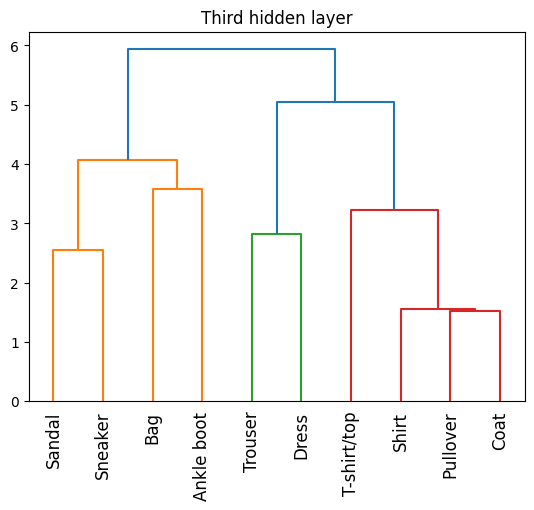 Third hidden layer
6
5
4
3
2
1
0
Sandal
Sneaker
Bag
Ankle boot
Trouser
Dress
T-shirt/top
Shirt
Pullover
Coat